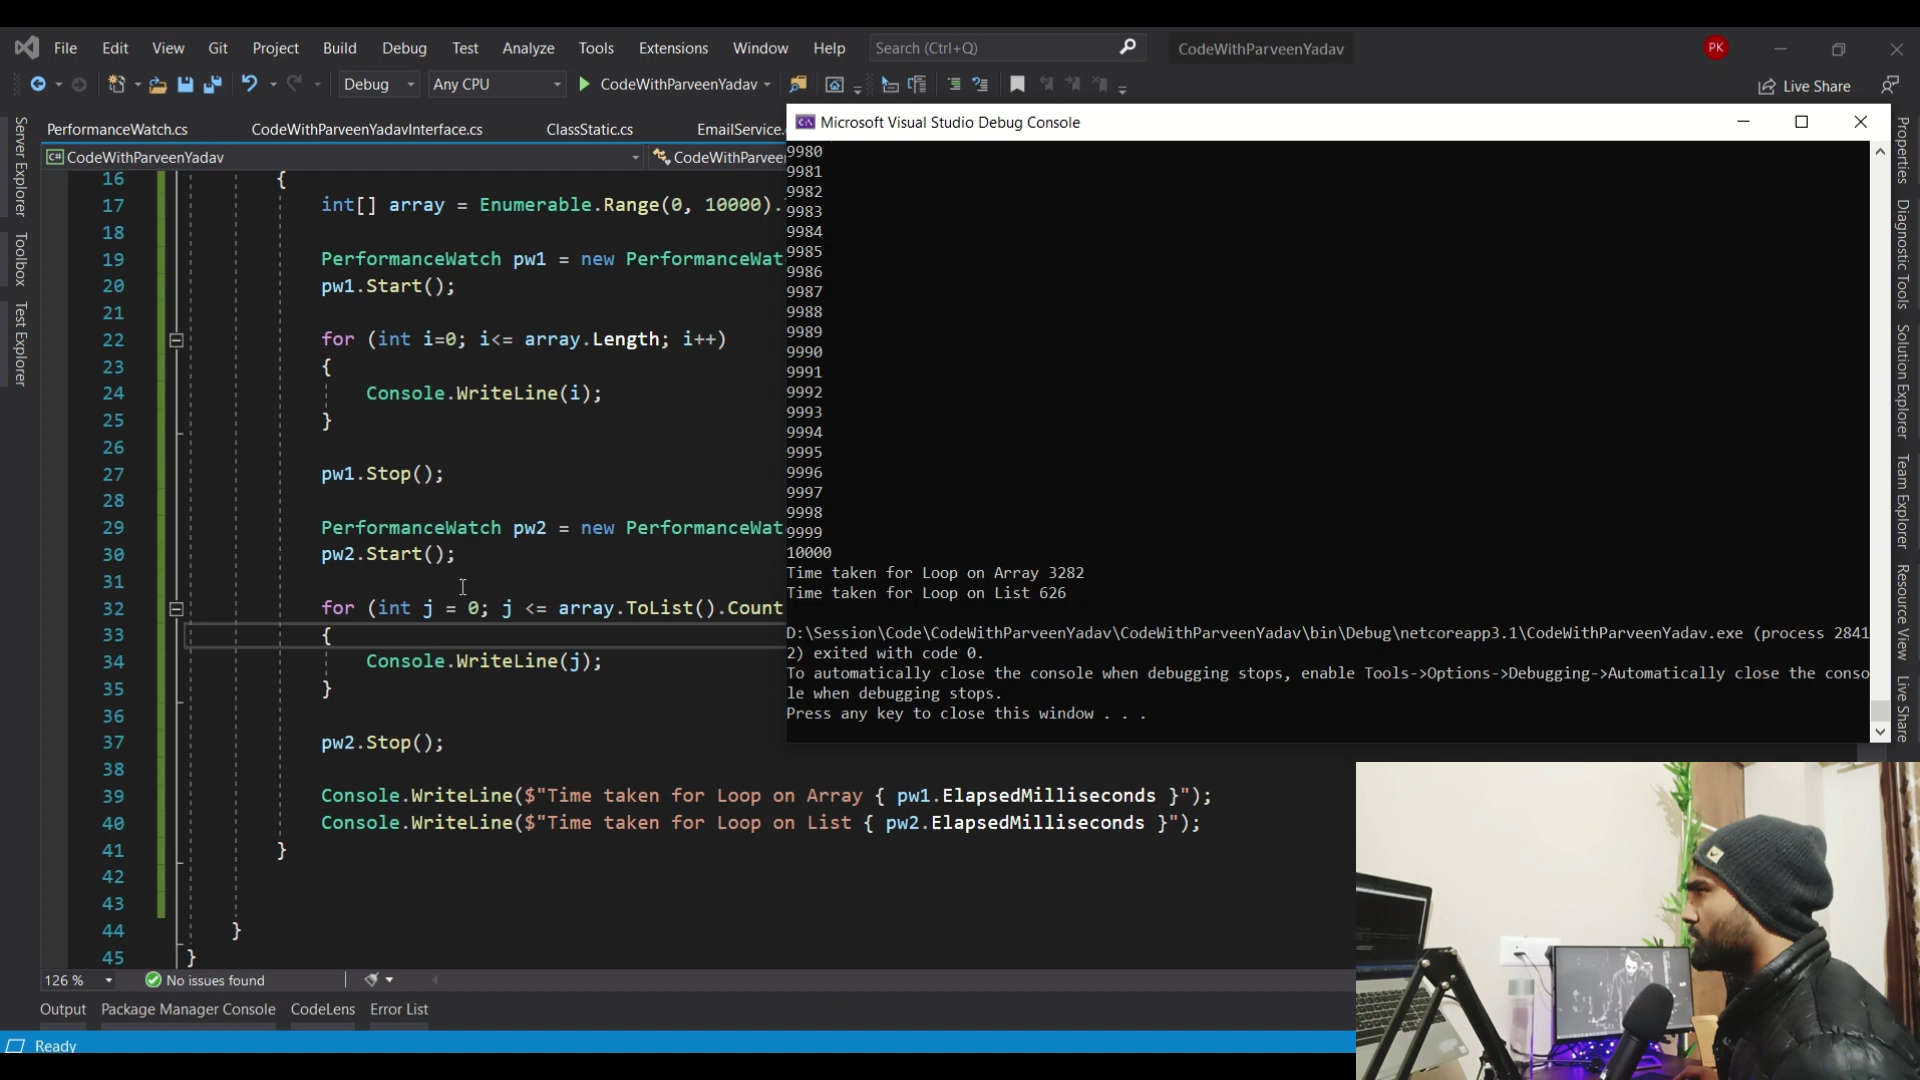 File Edit View Git Project Build Debug Test Analyze Tools Extensions Window Help Search (Ctrl+Q) CodeWithParveenYadav PK
Debug Any CPU CodeWithParveenYadav Live Share
PerformanceWatch.cs CodeWithParveenYadavInterface.cs ClassStatic.cs EmailService.
CodeWithParveenYadav CodeWithParvee
Server Explorer
Toolbox
Test Explorer
16 {
17 int[] array = Enumerable.Range(0, 10000).
18
19 PerformanceWatch pw1 = new PerformanceWat
20 pw1.Start();
21
22 for (int i=0; i<= array.Length; i++)
23 {
24 Console.WriteLine(i);
25 }
26
27 pw1.Stop();
28
29 PerformanceWatch pw2 = new PerformanceWat
30 pw2.Start();
31
32 for (int j = 0; j <= array.ToList().Count
33 {
34 Console.WriteLine(j);
35 }
36
37 pw2.Stop();
38
39 Console.WriteLine($"Time taken for Loop on Array { pw1.ElapsedMilliseconds }");
40 Console.WriteLine($"Time taken for Loop on List { pw2.ElapsedMilliseconds }");
41 }
42
43
44 }
45 }
Microsoft Visual Studio Debug Console
9980
9981
9982
9983
9984
9985
9986
9987
9988
9989
9990
9991
9992
9993
9994
9995
9996
9997
9998
9999
10000
Time taken for Loop on Array 3282
Time taken for Loop on List 626
D:\Session\Code\CodeWithParveenYadav\CodeWithParveenYadav\bin\Debug\netcoreapp3.1\CodeWithParveenYadav.exe (process 2841
2) exited with code 0.
To automatically close the console when debugging stops, enable Tools->Options->Debugging->Automatically close the conso
le when debugging stops.
Press any key to close this window . . .
Properties
Diagnostic Tools
Solution Explorer
Team Explorer
Resource View
Live Share
126 % No issues found
Output Package Manager Console CodeLens Error List
Ready